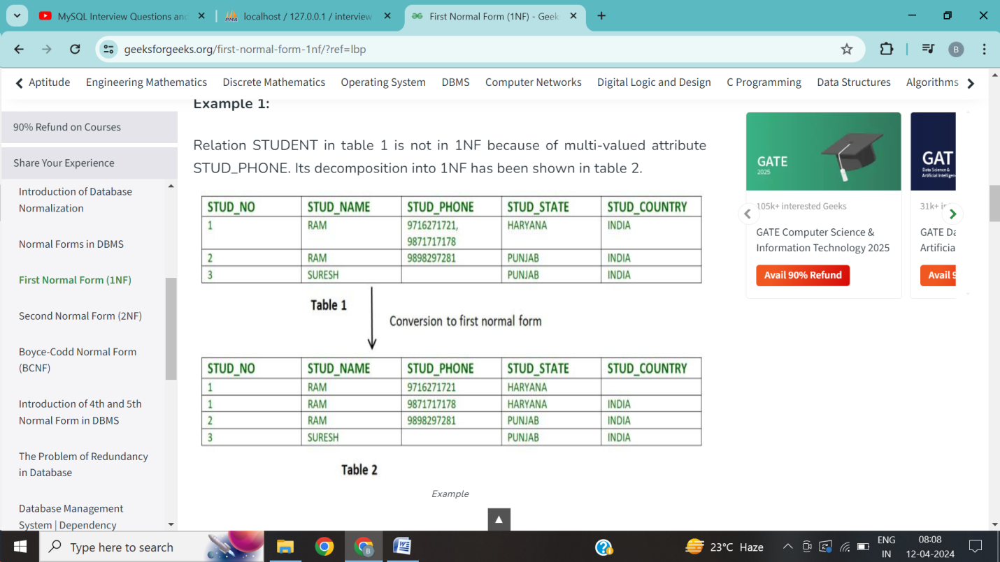 MySQL Interview Questions and
localhost / 127.0.0.1 / interview
First Normal Form (1NF) - Geek
geeksforgeeks.org/first-normal-form-1nf/?ref=lbp
B
Aptitude Engineering Mathematics Discrete Mathematics Operating System DBMS Computer Networks Digital Logic and Design C Programming Data Structures Algorithms
90% Refund on Courses
Share Your Experience
Introduction of Database
Normalization
Normal Forms in DBMS
First Normal Form (1NF)
Second Normal Form (2NF)
Boyce-Codd Normal Form
(BCNF)
Introduction of 4th and 5th
Normal Form in DBMS
The Problem of Redundancy
in Database
Database Management
System | Dependency
Example 1:
Relation STUDENT in table 1 is not in 1NF because of multi-valued attribute
STUD_PHONE. Its decomposition into 1NF has been shown in table 2.
STUD_NO STUD_NAME STUD_PHONE STUD_STATE STUD_COUNTRY
1 RAM 9716271721, HARYANA INDIA
9871717178
2 RAM 9898297281 PUNJAB INDIA
3 SURESH PUNJAB INDIA
Table 1
Conversion to first normal form
STUD_NO STUD_NAME STUD_PHONE STUD_STATE STUD_COUNTRY
1 RAM 9716271721 HARYANA
1 RAM 9871717178 HARYANA INDIA
2 RAM 9898297281 PUNJAB INDIA
3 SURESH PUNJAB INDIA
Table 2
Example
GATE
2025
105k+ interested Geeks
GATE Computer Science &
Information Technology 2025
Avail 90% Refund
GAT
Data Science &
Artificial Intelligen
31k+ i
GATE Da
Artificia
Avail 9
Type here to search
23°C Haze
ENG
IN
08:08
12-04-2024